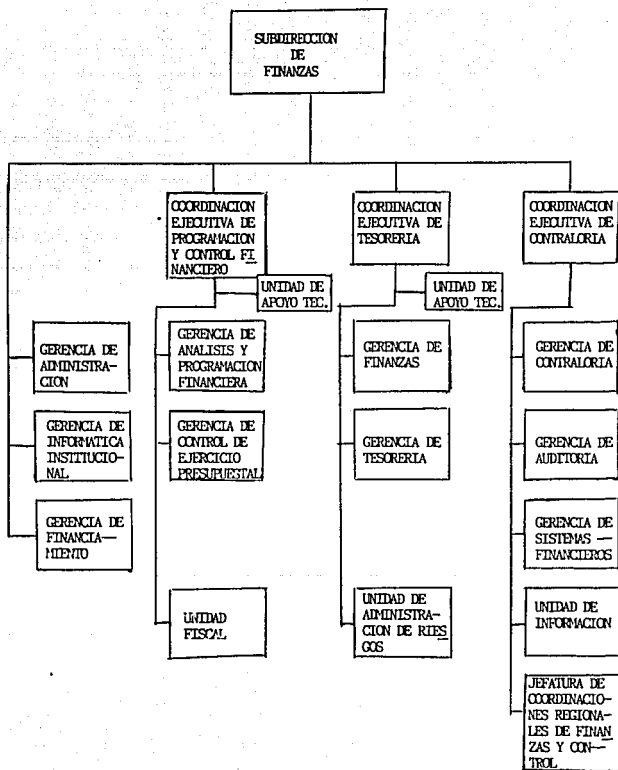 SUBDIRECCION
DE
FINANZAS
COORDINACION
EJECUTIVA DE
PROGRAMACION
Y CONTROL FI
NANCIERO
UNIDAD DE
APOYO TEC.
COORDINACION
EJECUTIVA DE
TESORERIA
UNIDAD DE
APOYO TEC.
COORDINACION
EJECUTIVA DE
CONTRALORIA
GERENCIA DE
ADMINISTRA-
CION
GERENCIA DE
INFORMATICA
INSTITUCIO-
NAL
GERENCIA DE
FINANCIA-
MIENTO
GERENCIA DE
ANALISIS Y
PROGRAMACION
FINANCIERA
GERENCIA DE
CONTROL DE
EJERCICIO
PRESUPUESTAL
UNIDAD
FISCAL
GERENCIA DE
FINANZAS
GERENCIA DE
TESORERIA
UNIDAD DE
ADMINISTRA-
CION DE RIES
GOS
GERENCIA DE
CONTRALORIA
GERENCIA DE
AUDITORIA
GERENCIA DE
SISTEMAS —
FINANCIEROS
UNIDAD DE
INFORMACION
JEFATURA DE
COORDINACIO-
NES REGIONA-
LES DE FINAN
ZAS Y CON—
TROL